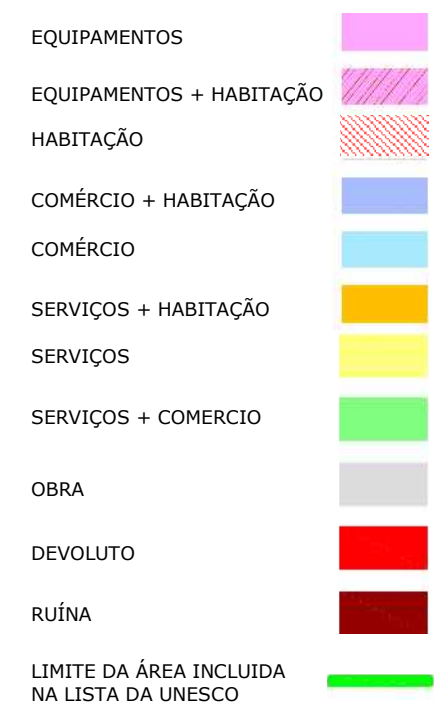 EQUIPAMENTOS
EQUIPAMENTOS + HABITAÇÃO
HABITAÇÃO
COMÉRCIO + HABITAÇÃO
COMÉRCIO
SERVIÇOS + HABITAÇÃO
SERVIÇOS
SERVIÇOS + COMERCIO
OBRA
DEVOLUTO
RUÍNA
LIMITE DA ÁREA INCLUIDA
NA LISTA DA UNESCO